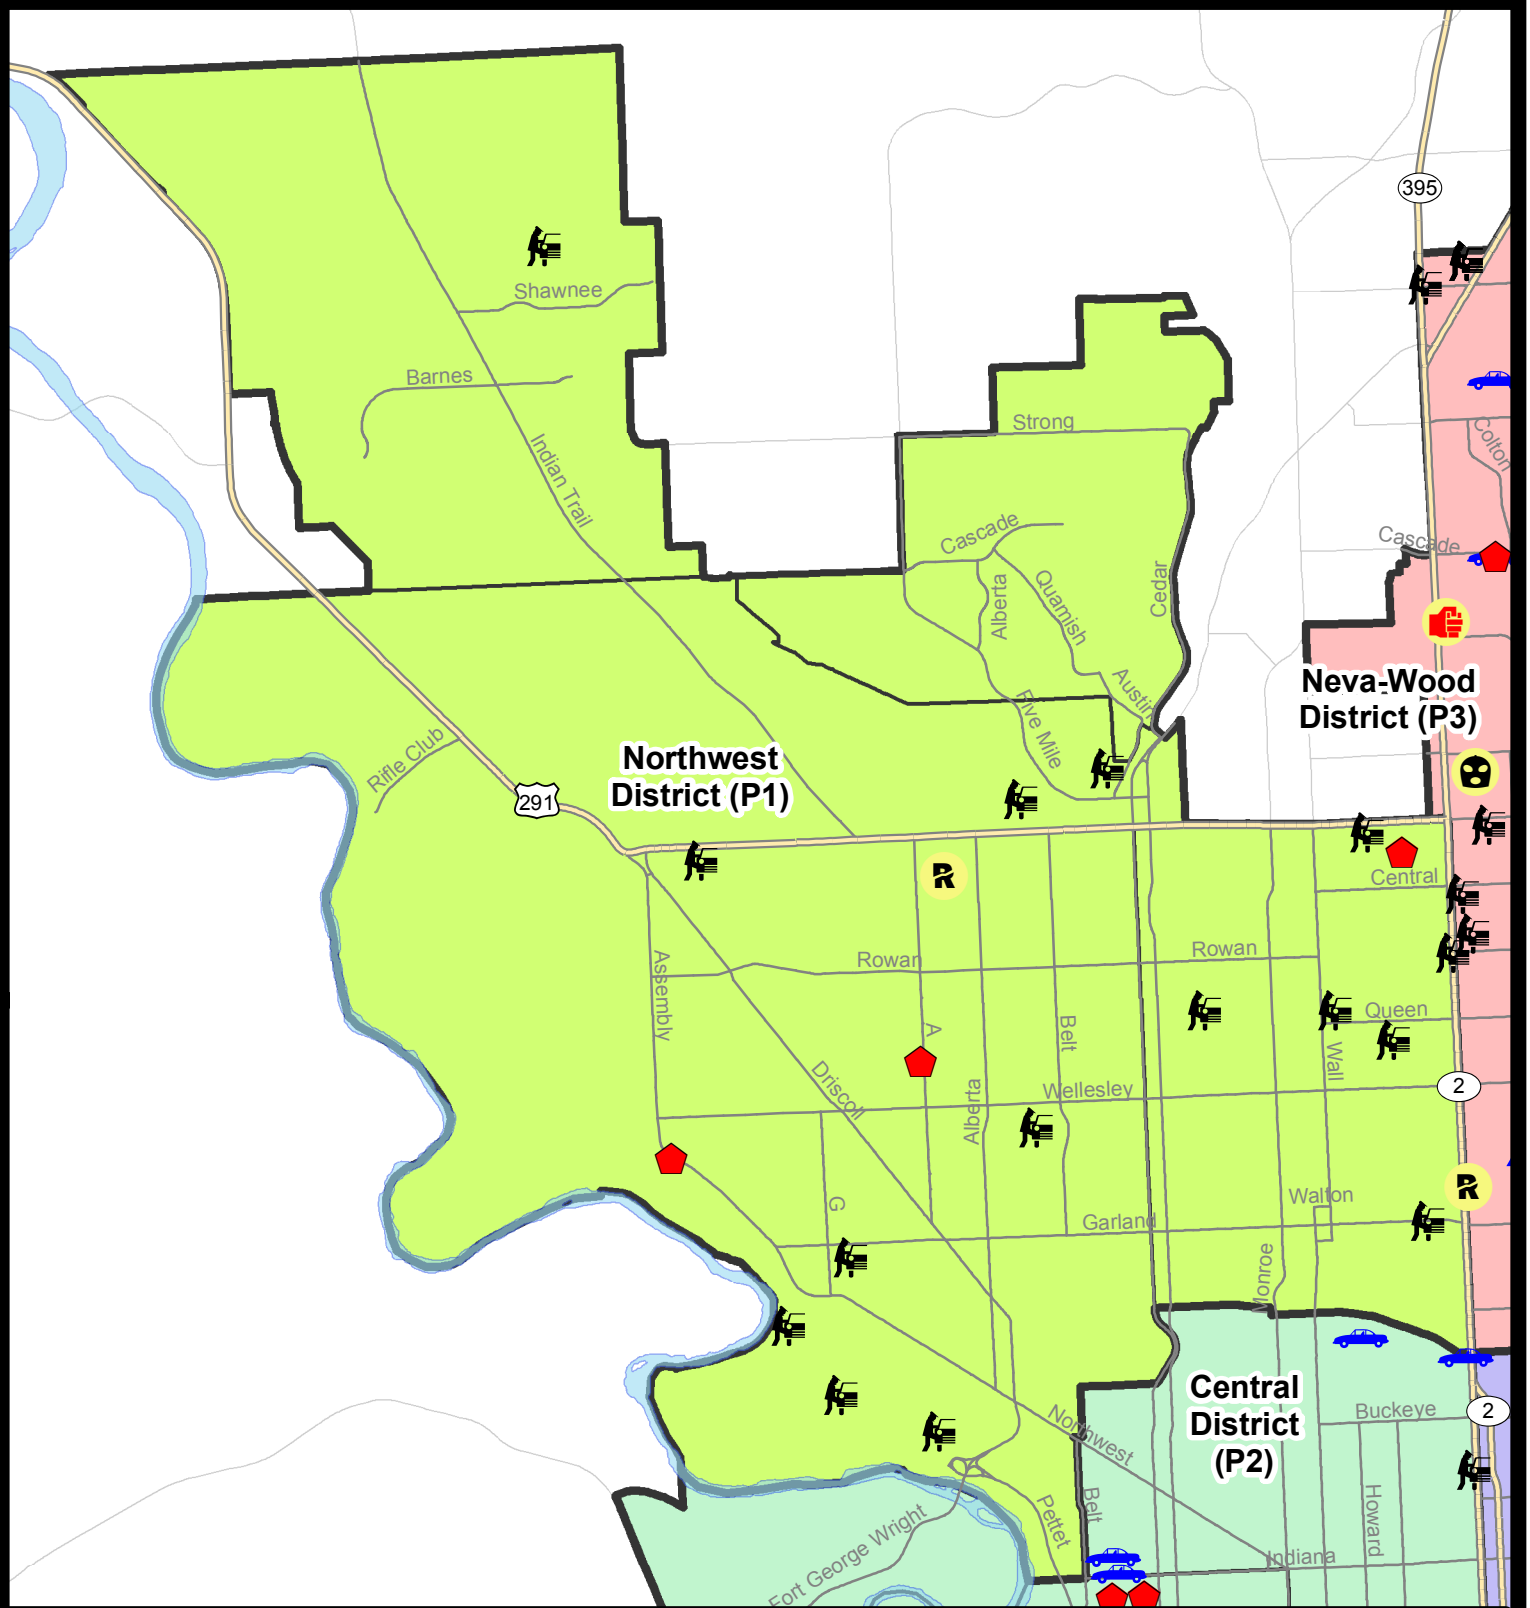 395
Shawnee
Barnes
Indian Trail
Strong
Colton
Cascade
Cascade
Alberta
Quamish
Cedar
Austin
Five Mile
Neva-Wood
District (P3)
Rifle Club
Northwest
District (P1)
291
R
Central
Rowan
Rowan
Assembly
A
Belt
Queen
Wall
Driscoll
Wellesley
2
Alberta
R
G
Walton
Garland
Monroe
Central
District
(P2)
Buckeye
2
Northwest
Belt
Howard
Pettet
Fort George Wright
Indiana